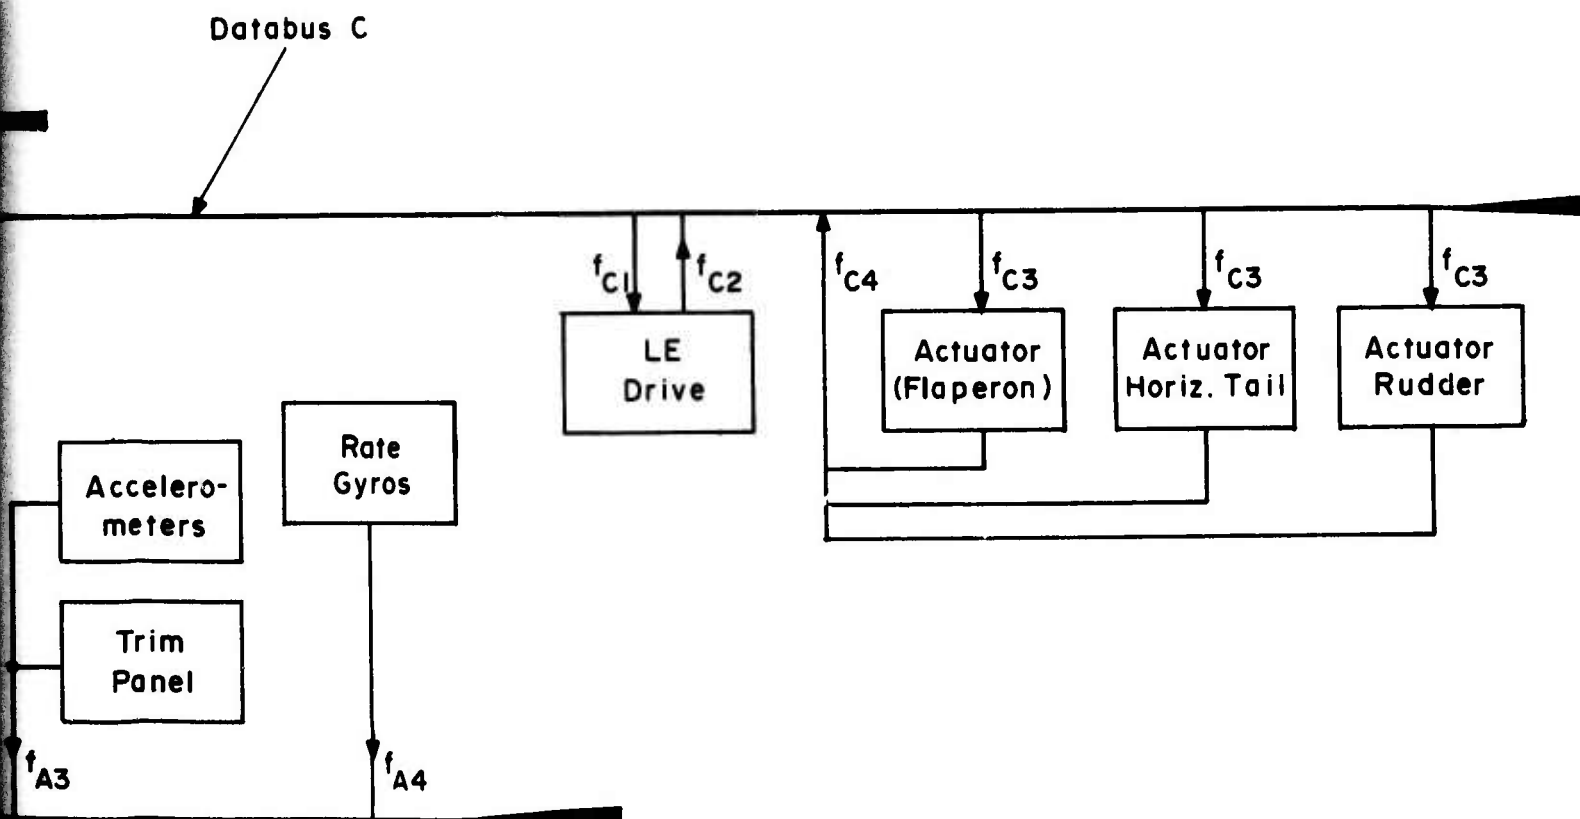 Databus C
fC1
fC2
fC4
fC3
fC3
fC3
LE
Drive
Actuator
(Flaperon)
Actuator
Horiz. Tail
Actuator
Rudder
Rate
Gyros
Accelero-
meters
Trim
Panel
fA3
fA4